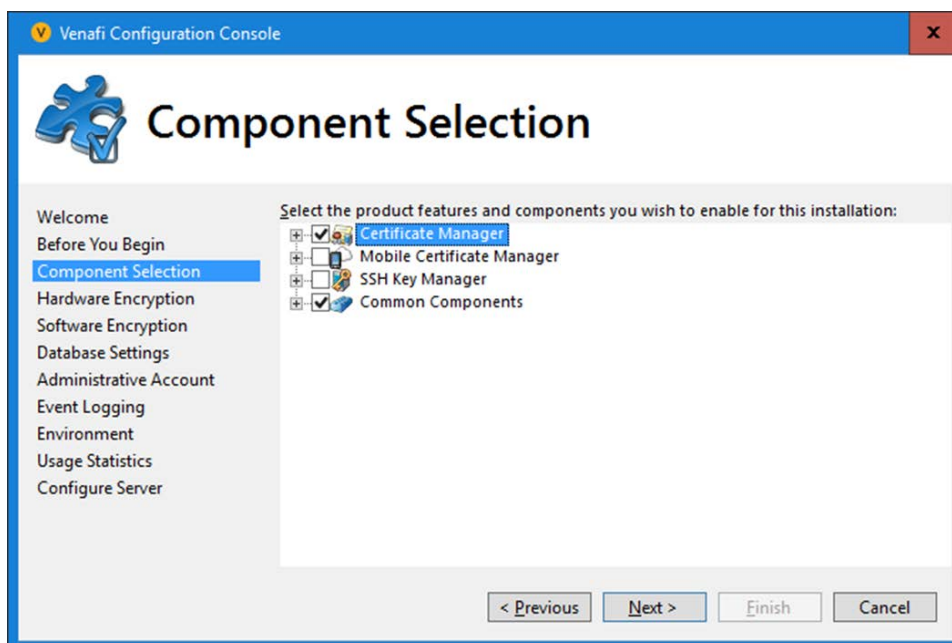 Venafi Configuration Console
Component Selection
Welcome
Before You Begin
Component Selection
Hardware Encryption
Software Encryption
Database Settings
Administrative Account
Event Logging
Environment
Usage Statistics
Configure Server
Select the product features and components you wish to enable for this installation:
Certificate Manager
Mobile Certificate Manager
SSH Key Manager
Common Components
< Previous
Next >
Finish
Cancel